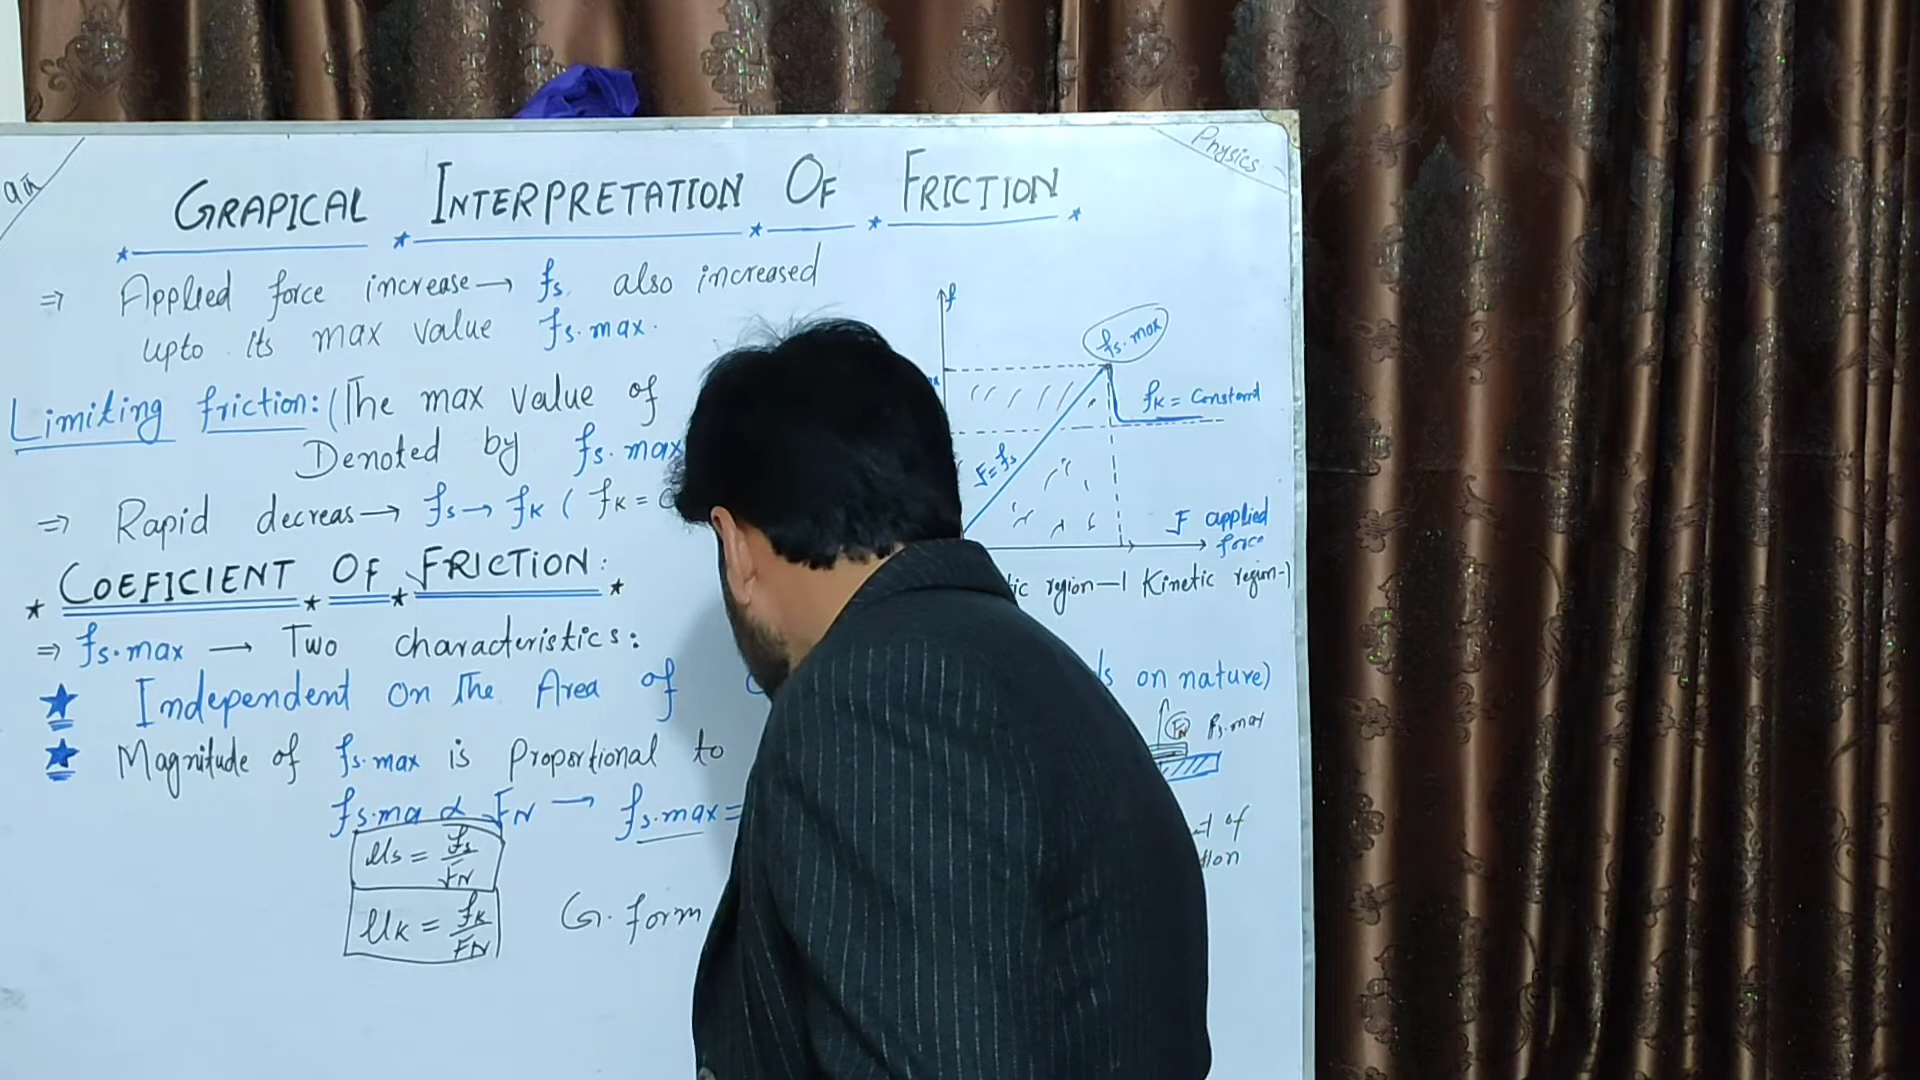 9th
Physics
GRAPICAL INTERPRETATION OF FRICTION
⇒ Applied force increase → fs also increased
upto its max value fs.max.
Limiting friction: (The max value of
Denoted by fs.max
⇒ Rapid decreas → fs → fK ( fK =
COEFICIENT OF FRICTION:
⇒ fs.max → Two characteristics:
★ Independent on The Area of
★ Magnitude of fs.max is Proportional to
fs.ma ∝ FN → fs.max =
μs = fs/FN
μK = fK/FN
G. form
f
fs.max
fK = Constant
F = fs
F applied
force
region—| Kinetic region-|
on nature)
FN fs.max
of